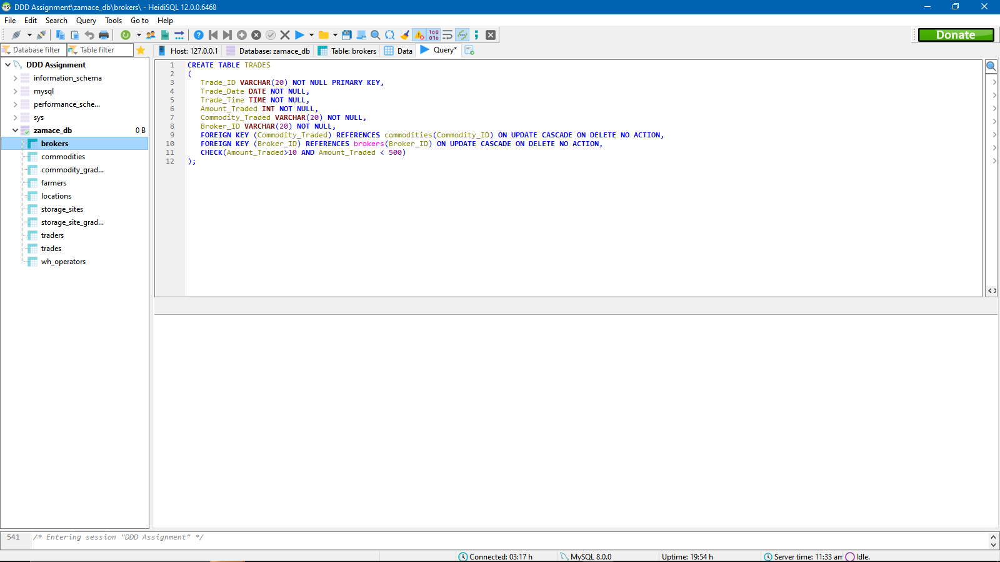 DDD Assignment\zamace_db\brokers\ - HeidiSQL 12.0.0.6468
File Edit Search Query Tools Go to Help
Donate
Database filter Table filter
Host: 127.0.0.1 Database: zamace_db Table: brokers Data Query*
DDD Assignment
information_schema
mysql
performance_sche...
sys
zamace_db 0 B
brokers
commodities
commodity_grad...
farmers
locations
storage_sites
storage_site_grad...
traders
trades
wh_operators
1 CREATE TABLE TRADES
2 (
3 Trade_ID VARCHAR(20) NOT NULL PRIMARY KEY,
4 Trade_Date DATE NOT NULL,
5 Trade_Time TIME NOT NULL,
6 Amount_Traded INT NOT NULL,
7 Commodity_Traded VARCHAR(20) NOT NULL,
8 Broker_ID VARCHAR(20) NOT NULL,
9 FOREIGN KEY (Commodity_Traded) REFERENCES commodities(Commodity_ID) ON UPDATE CASCADE ON DELETE NO ACTION,
10 FOREIGN KEY (Broker_ID) REFERENCES brokers(Broker_ID) ON UPDATE CASCADE ON DELETE NO ACTION,
11 CHECK(Amount_Traded>10 AND Amount_Traded < 500)
12 );
541 /* Entering session "DDD Assignment" */
Connected: 03:17 h MySQL 8.0.0 Uptime: 19:54 h Server time: 11:33 am Idle.